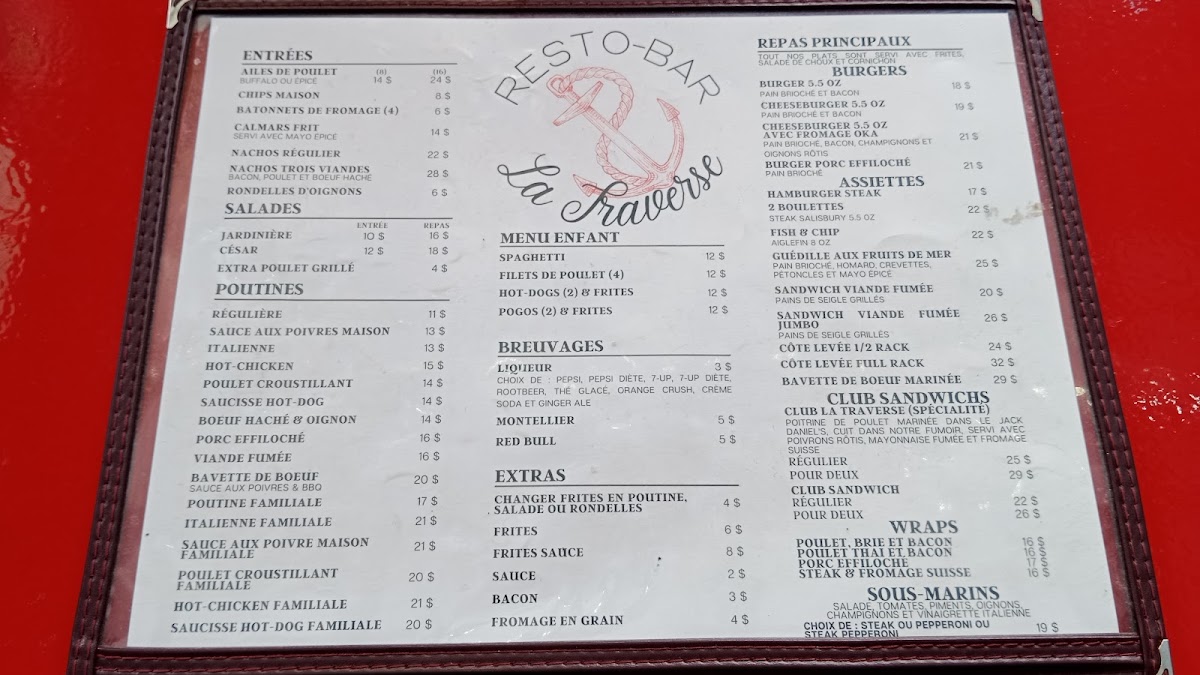 ENTRÉES
AILES DE POULET (8) (16)
BUFFALO OU ÉPICÉ 14 $ 24 $
CHIPS MAISON 8 $
BATONNETS DE FROMAGE (4) 6 $
CALMARS FRIT
SERVI AVEC MAYO ÉPICÉ 14 $
NACHOS RÉGULIER 22 $
NACHOS TROIS VIANDES 28 $
BACON, POULET ET BOEUF HACHÉ
RONDELLES D'OIGNONS 6 $
SALADES
ENTRÉE REPAS
JARDINIÈRE 10 $ 16 $
CÉSAR 12 $ 18 $
EXTRA POULET GRILLÉ 4 $
POUTINES
RÉGULIÈRE 11 $
SAUCE AUX POIVRES MAISON 13 $
ITALIENNE 13 $
HOT-CHICKEN 15 $
POULET CROUSTILLANT 14 $
SAUCISSE HOT-DOG 14 $
BOEUF HACHÉ & OIGNON 14 $
PORC EFFILOCHÉ 16 $
VIANDE FUMÉE 16 $
BAVETTE DE BOEUF 20 $
SAUCE AUX POIVRES & BBQ
POUTINE FAMILIALE 17 $
ITALIENNE FAMILIALE 21 $
SAUCE AUX POIVRE MAISON
FAMILIALE 21 $
POULET CROUSTILLANT
FAMILIALE 20 $
HOT-CHICKEN FAMILIALE 21 $
SAUCISSE HOT-DOG FAMILIALE 20 $
RESTO-BAR
La Traverse
MENU ENFANT
SPAGHETTI 12 $
FILETS DE POULET (4) 12 $
HOT-DOGS (2) & FRITES 12 $
POGOS (2) & FRITES 12 $
BREUVAGES
LIQUEUR 3 $
CHOIX DE : PEPSI, PEPSI DIÈTE, 7-UP, 7-UP DIÈTE,
ROOTBEER, THÉ GLACÉ, ORANGE CRUSH, CRÈME
SODA ET GINGER ALE
MONTELLIER 5 $
RED BULL 5 $
EXTRAS
CHANGER FRITES EN POUTINE,
SALADE OU RONDELLES 4 $
FRITES 6 $
FRITES SAUCE 8 $
SAUCE 2 $
BACON 3 $
FROMAGE EN GRAIN 4 $
REPAS PRINCIPAUX
TOUT NOS PLATS SONT SERVI AVEC FRITES,
SALADE DE CHOUX ET CORNICHON
BURGERS
BURGER 5.5 OZ 18 $
PAIN BRIOCHÉ ET BACON
CHEESEBURGER 5.5 OZ 19 $
PAIN BRIOCHÉ ET BACON
CHEESEBURGER 5.5 OZ
AVEC FROMAGE OKA 21 $
PAIN BRIOCHÉ, BACON, CHAMPIGNONS ET
OIGNONS RÔTIS
BURGER PORC EFFILOCHÉ 21 $
PAIN BRIOCHÉ
ASSIETTES
HAMBURGER STEAK 17 $
2 BOULETTES 22 $
STEAK SALISBURY 5.5 OZ
FISH & CHIP 22 $
AIGLEFIN 8 OZ
GUÉDILLE AUX FRUITS DE MER
PAIN BRIOCHÉ, HOMARD, CREVETTES, 25 $
PÉTONCLES ET MAYO ÉPICÉ
SANDWICH VIANDE FUMÉE 20 $
PAINS DE SEIGLE GRILLÉS
SANDWICH VIANDE FUMÉE
JUMBO 26 $
PAINS DE SEIGLE GRILLÉS
CÔTE LEVÉE 1/2 RACK 24 $
CÔTE LEVÉE FULL RACK 32 $
BAVETTE DE BOEUF MARINÉE 29 $
CLUB SANDWICHS
CLUB LA TRAVERSE (SPÉCIALITÉ)
POITRINE DE POULET MARINÉE DANS LE JACK
DANIEL'S, CUIT DANS NOTRE FUMOIR, SERVI AVEC
POIVRONS RÔTIS, MAYONNAISE FUMÉE ET FROMAGE
SUISSE
RÉGULIER 25 $
POUR DEUX 29 $
CLUB SANDWICH
RÉGULIER 22 $
POUR DEUX 26 $
WRAPS
POULET, BRIE ET BACON 16 $
POULET THAI ET BACON 16 $
PORC EFFILOCHÉ 17 $
STEAK & FROMAGE SUISSE 16 $
SOUS-MARINS
SALADE, TOMATES, PIMENTS, OIGNONS,
CHAMPIGNONS ET VINAIGRETTE ITALIENNE
CHOIX DE : STEAK OU PEPPERONI OU
STEAK PEPPERONI 19 $